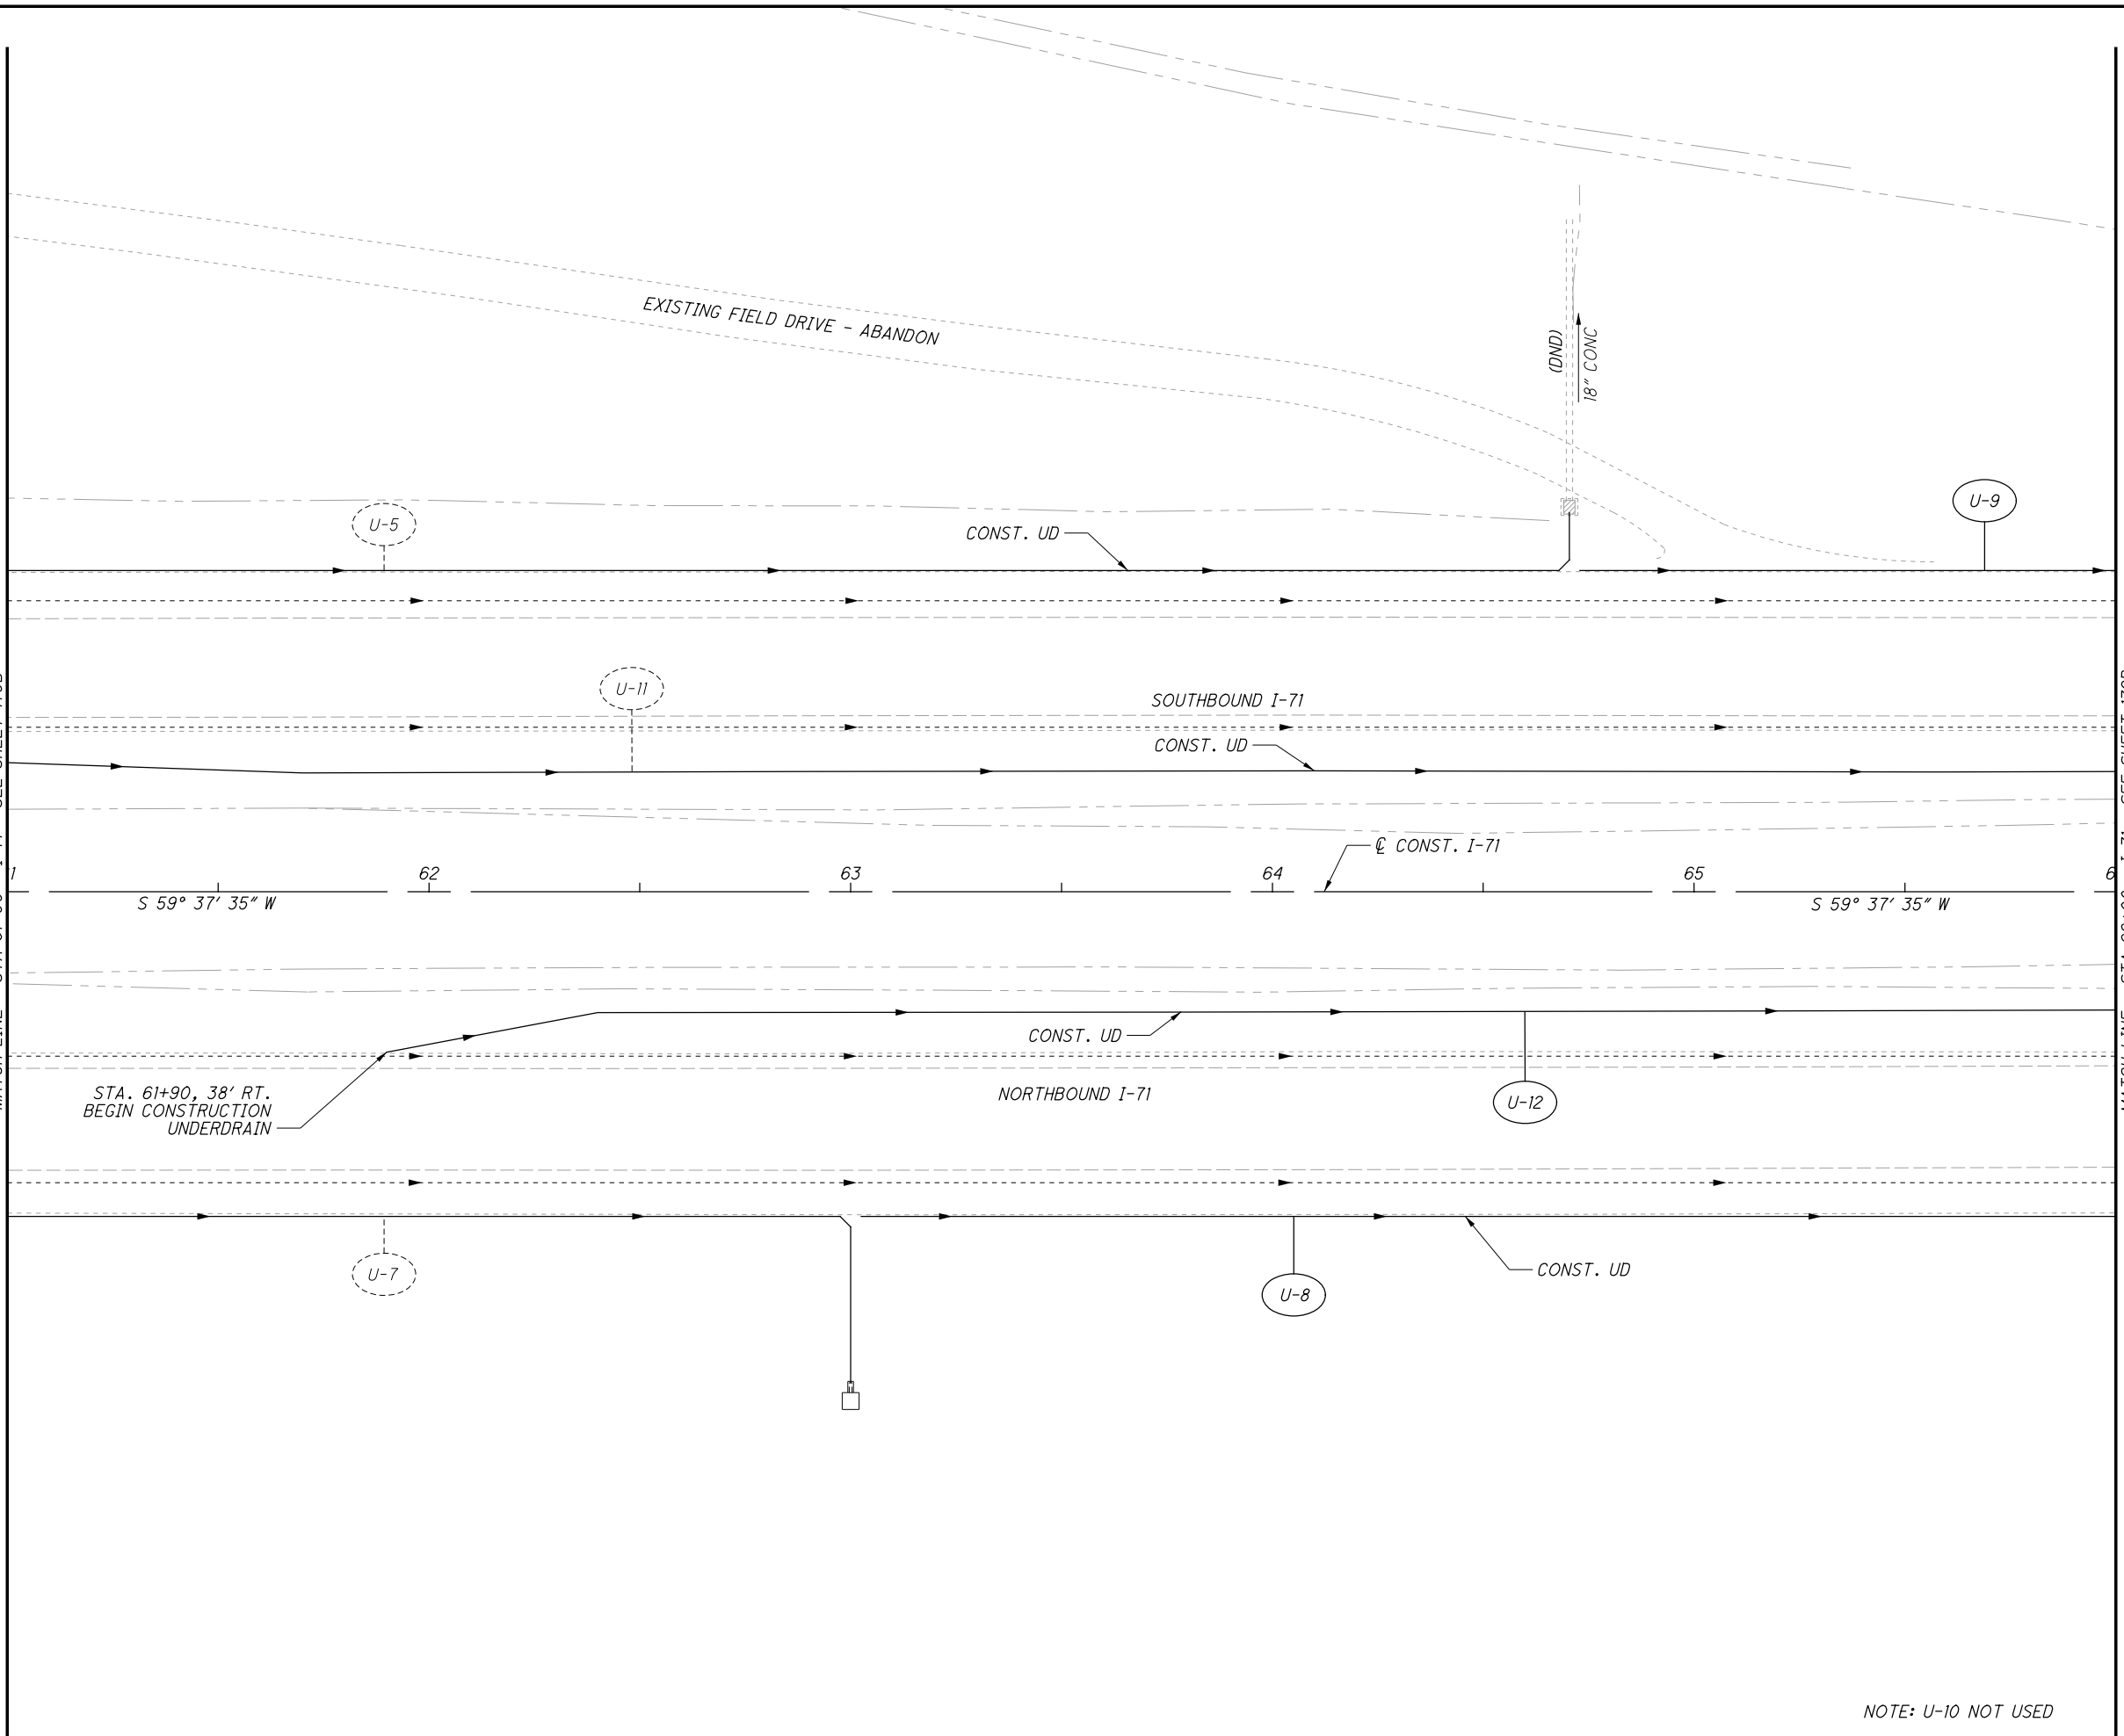 EXISTING FIELD DRIVE - ABANDON
(DND)
18" CONC
U-5
CONST. UD
U-9
U-11
SOUTHBOUND I-71
CONST. UD
℄ CONST. I-71
62
63
64
65
S 59° 37' 35" W
S 59° 37' 35" W
CONST. UD
STA. 61+90, 38' RT.
BEGIN CONSTRUCTION
UNDERDRAIN
NORTHBOUND I-71
U-12
U-7
U-8
CONST. UD
NOTE: U-10 NOT USED